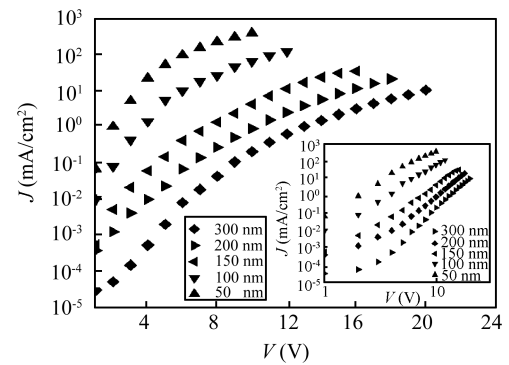 10³
10²
10¹
10⁰
10⁻¹
10⁻²
10⁻³
10⁻⁴
10⁻⁵
J (mA/cm²)
4 8 12 16 20 24
V (V)
300 nm
200 nm
150 nm
100 nm
50 nm
10³
10²
10¹
10⁰
10⁻¹
10⁻²
10⁻³
10⁻⁴
10⁻⁵
J (mA/cm²)
300 nm
200 nm
150 nm
100 nm
50 nm
1 10
V (V)